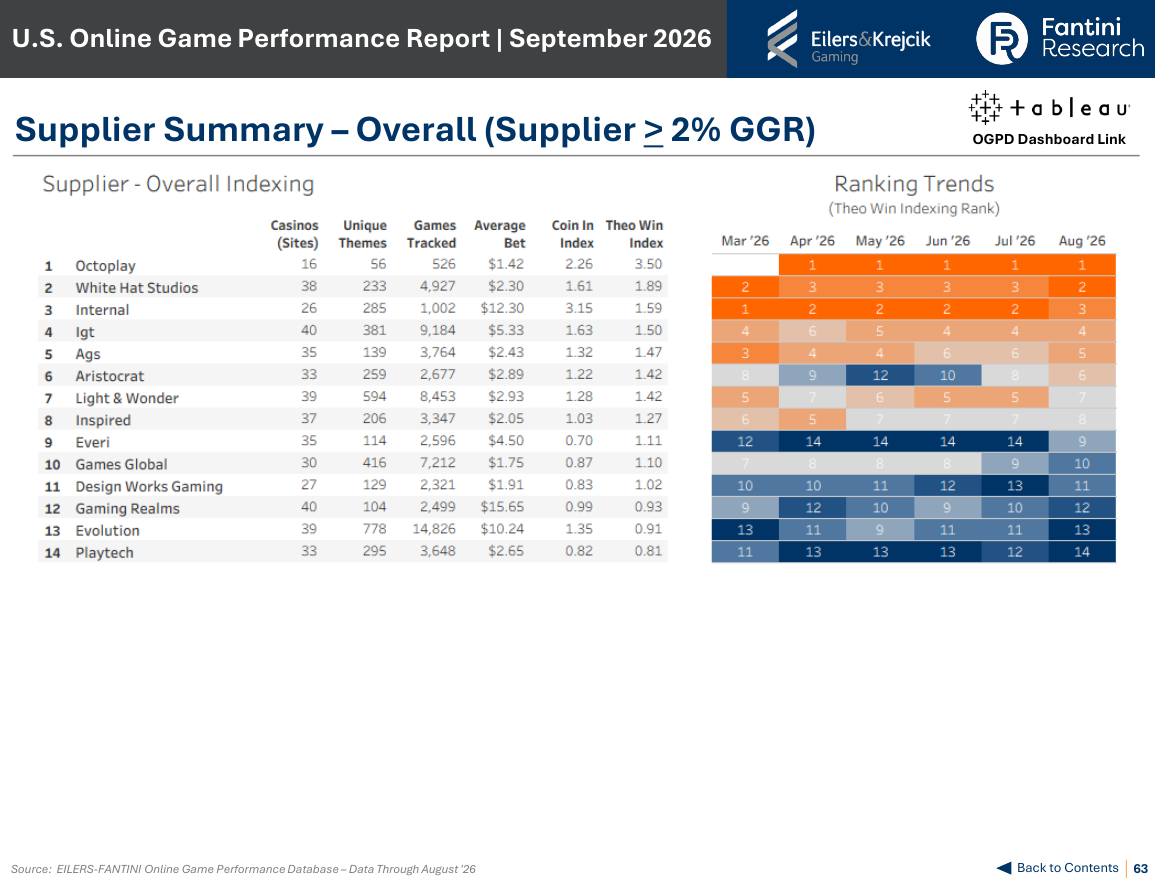 U.S. Online Game Performance Report | September 2026
Eilers&Krejcik
Gaming
Fantini
Research
Supplier Summary – Overall (Supplier ≥ 2% GGR)
+ a b | e a u
OGPD Dashboard Link
Supplier - Overall Indexing
Casinos (Sites) Unique Themes Games Tracked Average Bet Coin In Index Theo Win Index
1 Octoplay 16 56 526 $1.42 2.26 3.50
2 White Hat Studios 38 233 4,927 $2.30 1.61 1.89
3 Internal 26 285 1,002 $12.30 3.15 1.59
4 Igt 40 381 9,184 $5.33 1.63 1.50
5 Ags 35 139 3,764 $2.43 1.32 1.47
6 Aristocrat 33 259 2,677 $2.89 1.22 1.42
7 Light & Wonder 39 594 8,453 $2.93 1.28 1.42
8 Inspired 37 206 3,347 $2.05 1.03 1.27
9 Everi 35 114 2,596 $4.50 0.70 1.11
10 Games Global 30 416 7,212 $1.75 0.87 1.10
11 Design Works Gaming 27 129 2,321 $1.91 0.83 1.02
12 Gaming Realms 40 104 2,499 $15.65 0.99 0.93
13 Evolution 39 778 14,826 $10.24 1.35 0.91
14 Playtech 33 295 3,648 $2.65 0.82 0.81
Ranking Trends
(Theo Win Indexing Rank)
Mar '26 Apr '26 May '26 Jun '26 Jul '26 Aug '26
1 1 1 1 1
2 3 3 3 3 2
1 2 2 2 2 3
4 6 5 4 4 4
3 4 4 6 6 5
8 9 12 10 8 6
5 7 6 5 5 7
6 5 7 7 7 8
12 14 14 14 14 9
7 8 8 8 9 10
10 10 11 12 13 11
9 12 10 9 10 12
13 11 9 11 11 13
11 13 13 13 12 14
Source: EILERS-FANTINI Online Game Performance Database – Data Through August '26
Back to Contents | 63